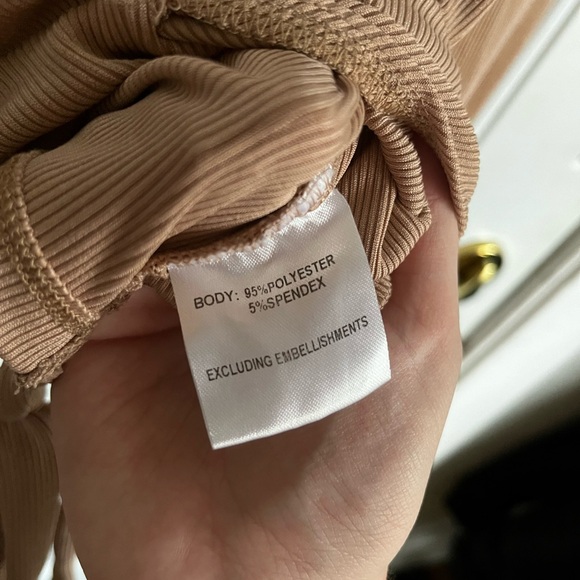 BODY: 95%POLYESTER
5%SPENDEX
EXCLUDING EMBELLISHMENTS